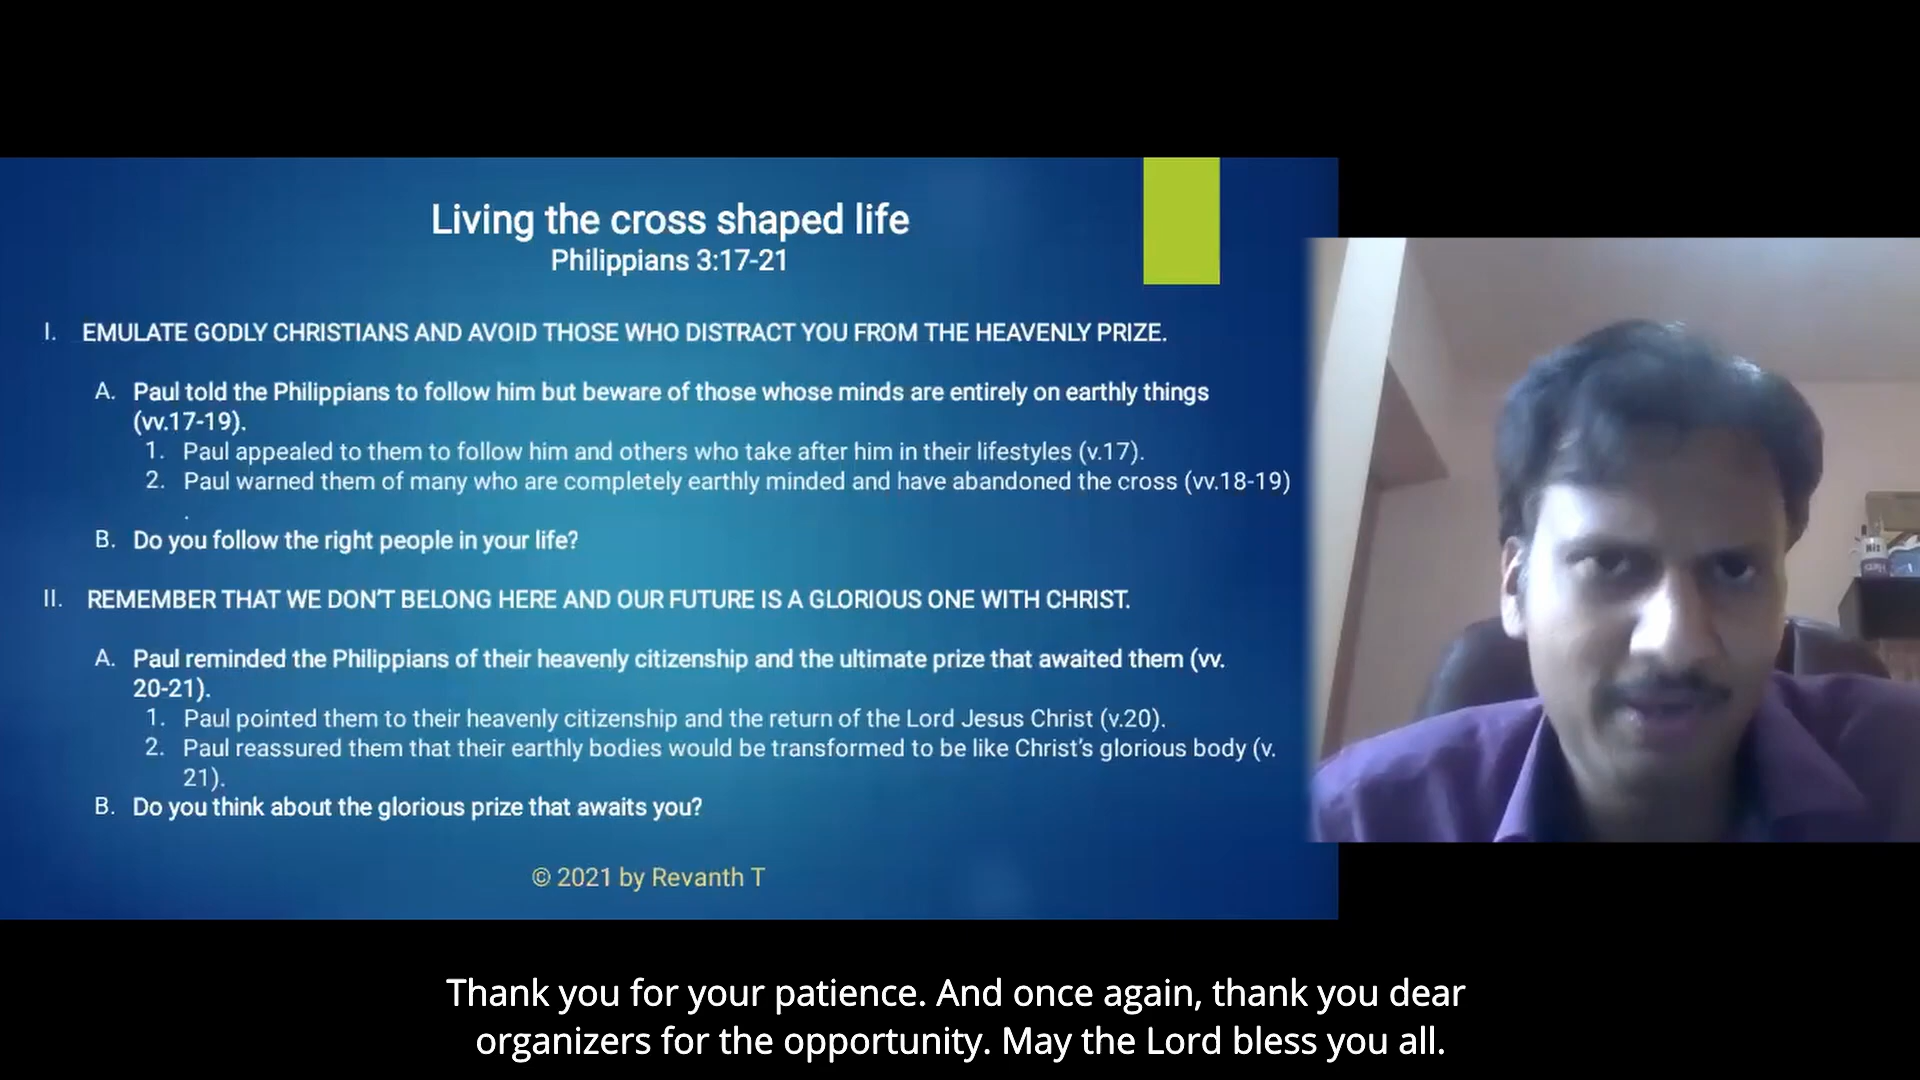 Living the cross shaped life
Philippians 3:17-21
I. EMULATE GODLY CHRISTIANS AND AVOID THOSE WHO DISTRACT YOU FROM THE HEAVENLY PRIZE.
A. Paul told the Philippians to follow him but beware of those whose minds are entirely on earthly things
(vv.17-19).
1. Paul appealed to them to follow him and others who take after him in their lifestyles (v.17).
2. Paul warned them of many who are completely earthly minded and have abandoned the cross (vv.18-19)
.
B. Do you follow the right people in your life?
II. REMEMBER THAT WE DON'T BELONG HERE AND OUR FUTURE IS A GLORIOUS ONE WITH CHRIST.
A. Paul reminded the Philippians of their heavenly citizenship and the ultimate prize that awaited them (vv.
20-21).
1. Paul pointed them to their heavenly citizenship and the return of the Lord Jesus Christ (v.20).
2. Paul reassured them that their earthly bodies would be transformed to be like Christ's glorious body (v.
21).
B. Do you think about the glorious prize that awaits you?
© 2021 by Revanth T
Thank you for your patience. And once again, thank you dear
organizers for the opportunity. May the Lord bless you all.